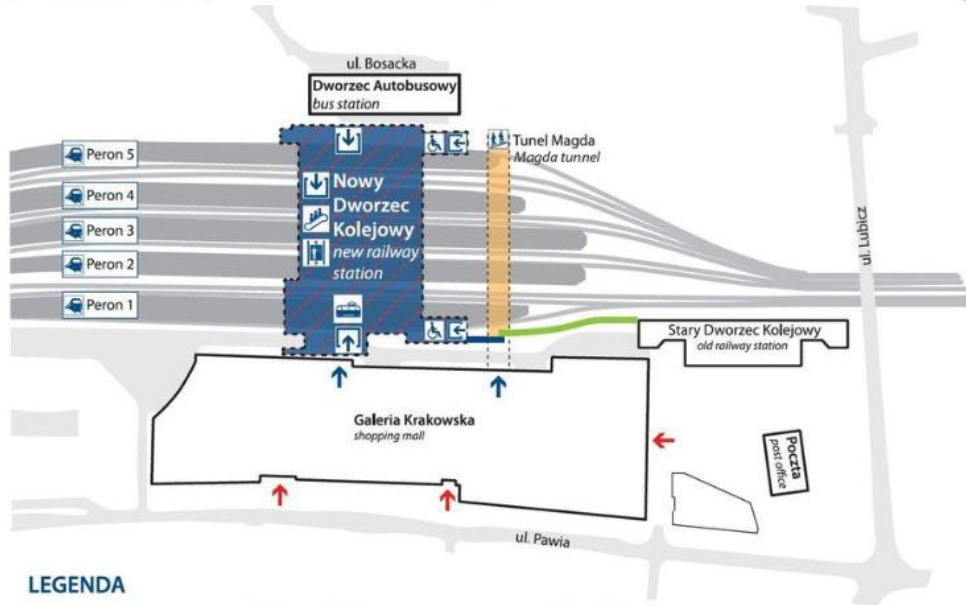 ul. Bosacka
Dworzec Autobusowy
bus station
Tunel Magda
Magda tunnel
Peron 5
Peron 4
Peron 3
Peron 2
Peron 1
Nowy
Dworzec
Kolejowy
new railway
station
ul. Lubicz
Stary Dworzec Kolejowy
old railway station
Galeria Krakowska
shopping mall
Poczta
post office
ul. Pawia
LEGENDA